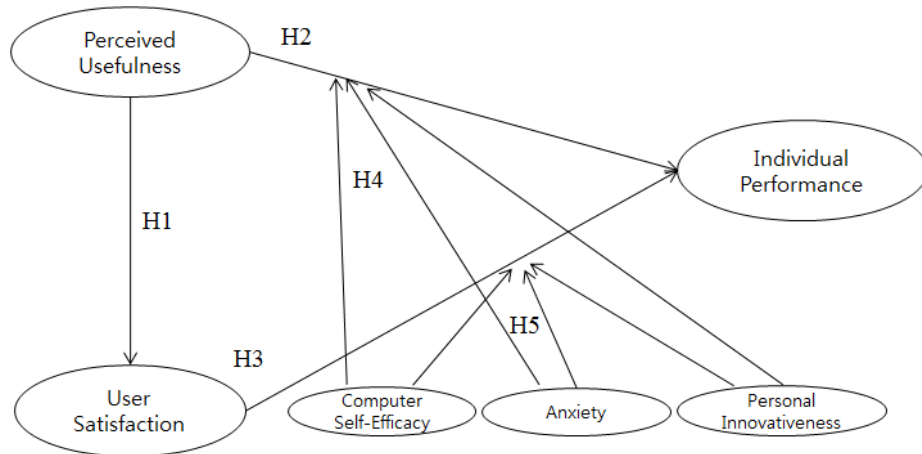 Perceived
Usefulness
H2
H4
Individual
Performance
H1
H5
H3
User
Satisfaction
Computer
Self-Efficacy
Anxiety
Personal
Innovativeness